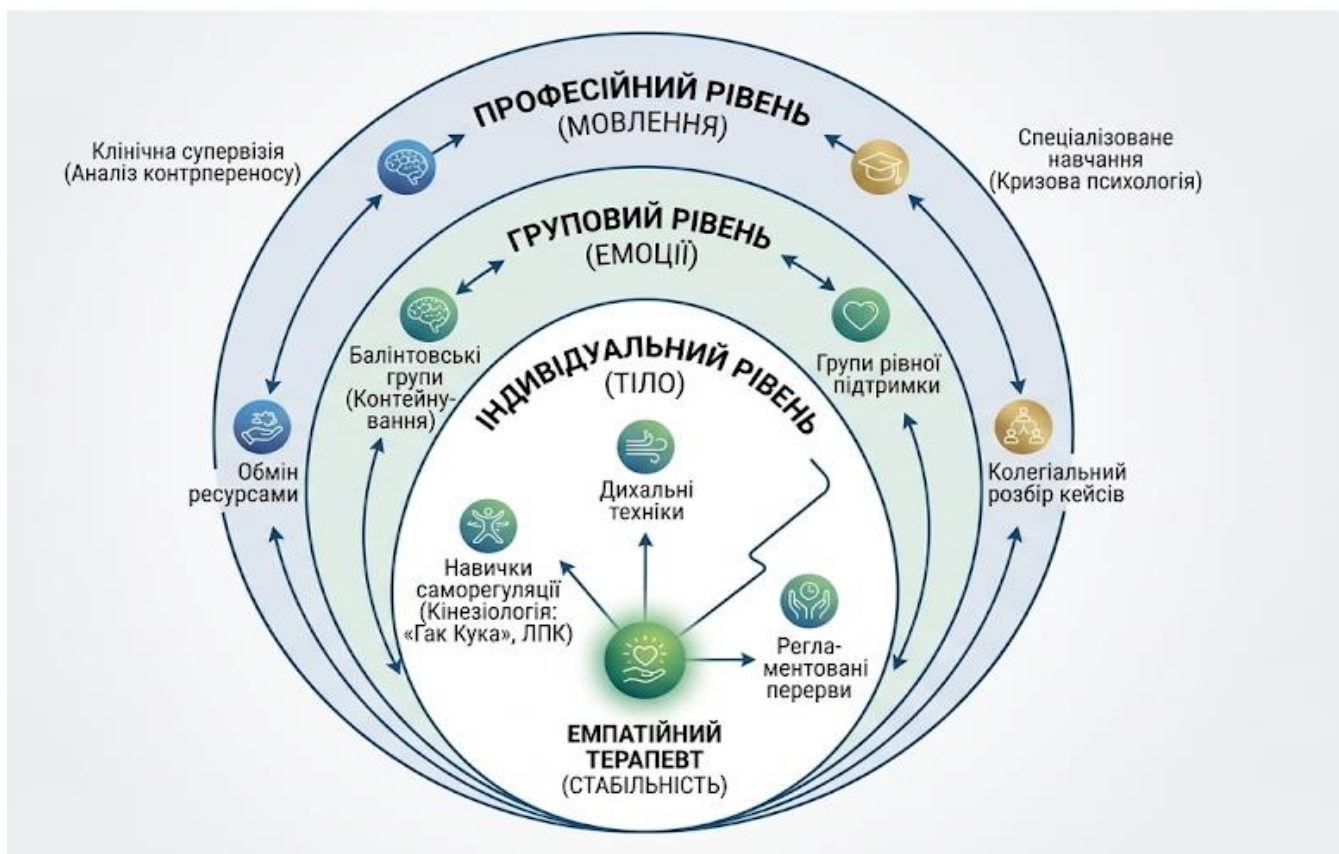 ПРОФЕСІЙНИЙ РІВЕНЬ
(МОВЛЕННЯ)
Клінічна супервізія
(Аналіз контрпереносу)
Спеціалізоване
навчання
(Кризова психологія)
ГРУПОВИЙ РІВЕНЬ
(ЕМОЦІЇ)
Балінтовські
групи
(Контейну-
вання)
Групи рівної
підтримки
ІНДИВІДУАЛЬНИЙ РІВЕНЬ
(ТІЛО)
Обмін
ресурсами
Колегіальний
розбір кейсів
Дихальні
техніки
Навички
саморегуляції
(Кінезіологія:
«Гак Кука», ЛПК)
Регла-
ментовані
перерви
ЕМПАТІЙНИЙ
ТЕРАПЕВТ
(СТАБІЛЬНІСТЬ)